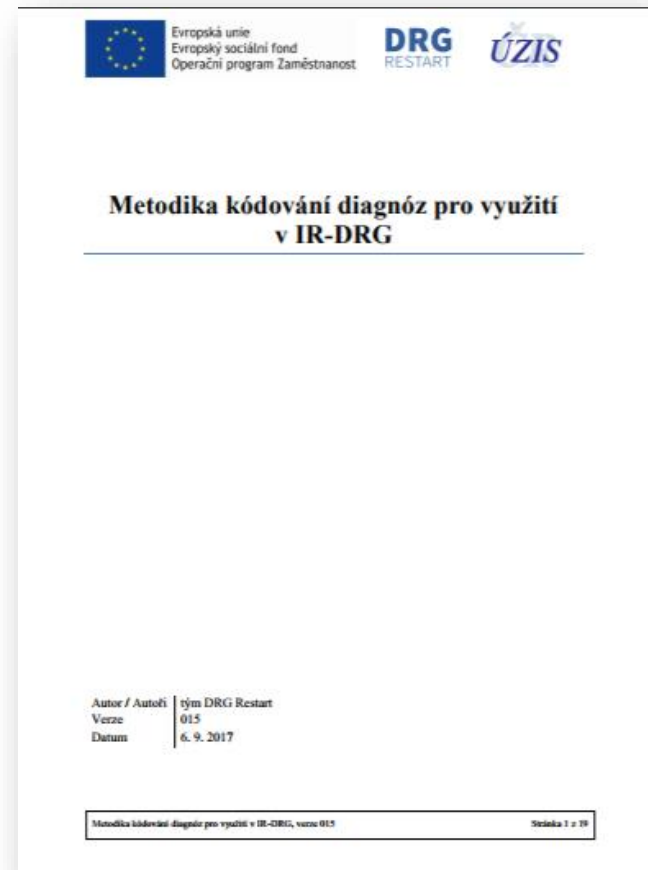 Evropská unie
Evropský sociální fond
Operační program Zaměstnanost
DRG
RESTART
ÚZIS
ČR
Metodika kódování diagnóz pro využití
v IR-DRG
Autor / Autoři tým DRG Restart
Verze 015
Datum 6. 9. 2017
Metodika kódování diagnóz pro využití v IR-DRG, verze 015 Stránka 1 z 19